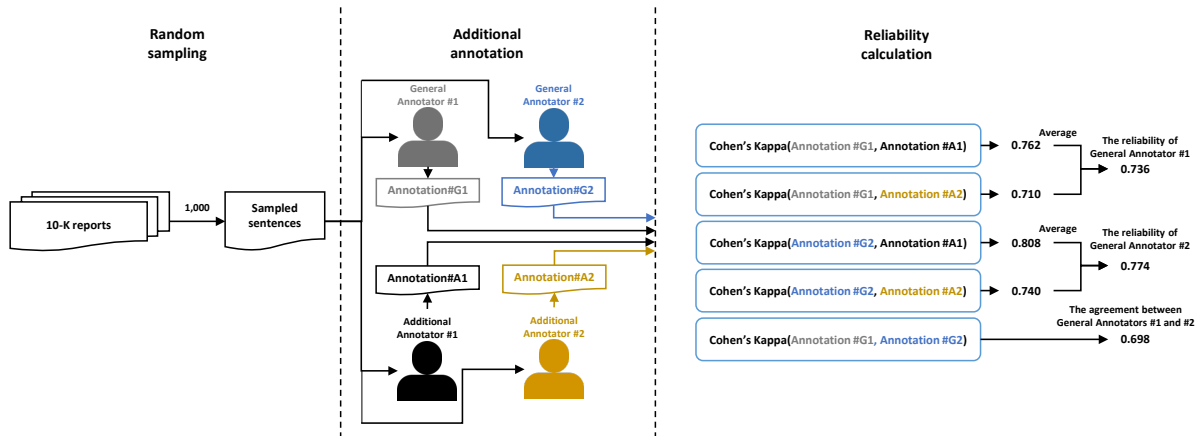 Random
sampling
Additional
annotation
Reliability
calculation
10-K reports
1,000
Sampled
sentences
General
Annotator #1
General
Annotator #2
Annotation#G1
Annotation#G2
Annotation#A1
Annotation#A2
Additional
Annotator #1
Additional
Annotator #2
Cohen's Kappa(Annotation #G1, Annotation #A1)
0.762
Average
The reliability of
General Annotator #1
0.736
Cohen's Kappa(Annotation #G1, Annotation #A2)
0.710
Cohen's Kappa(Annotation #G2, Annotation #A1)
0.808
Average
The reliability of
General Annotator #2
0.774
Cohen's Kappa(Annotation #G2, Annotation #A2)
0.740
Cohen's Kappa(Annotation #G1, Annotation #G2)
The agreement between
General Annotators #1 and #2
0.698